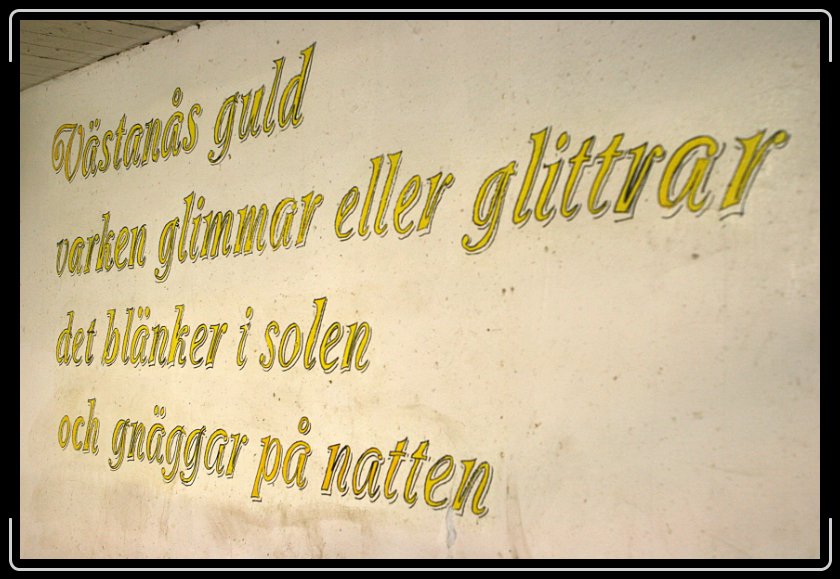 Västanås guld
varken glimmar eller glittrar
det blänker i solen
och gnäggar på natten